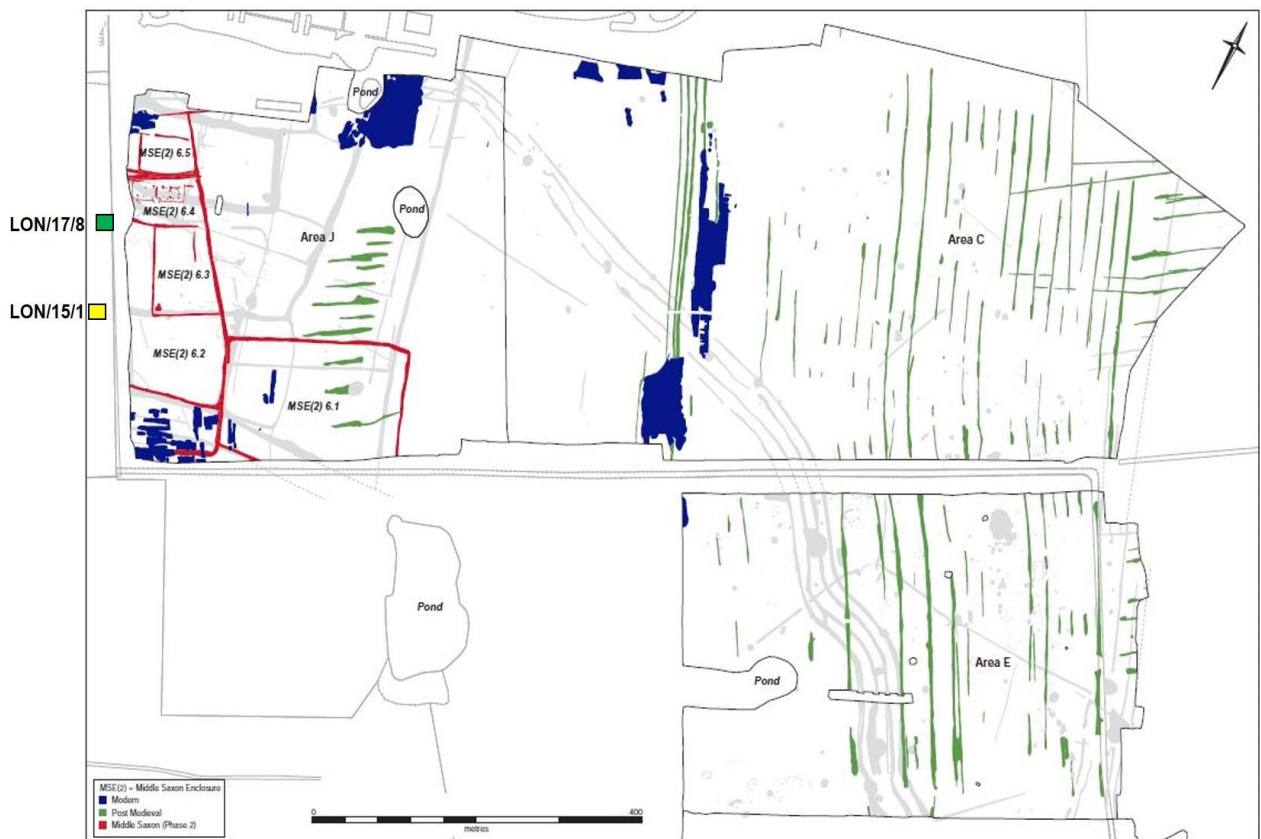 Pond
MSE(2) 6.5
MSE(2) 6.4
Pond
LON/17/8
Area J
Area C
MSE(2) 6.3
LON/15/1
MSE(2) 6.2
MSE(2) 6.1
Pond
Area E
Pond
MSE(2) = Middle Saxon Enclosure
Modern
Post Medieval
Middle Saxon (Phase 2)
0 400
metres